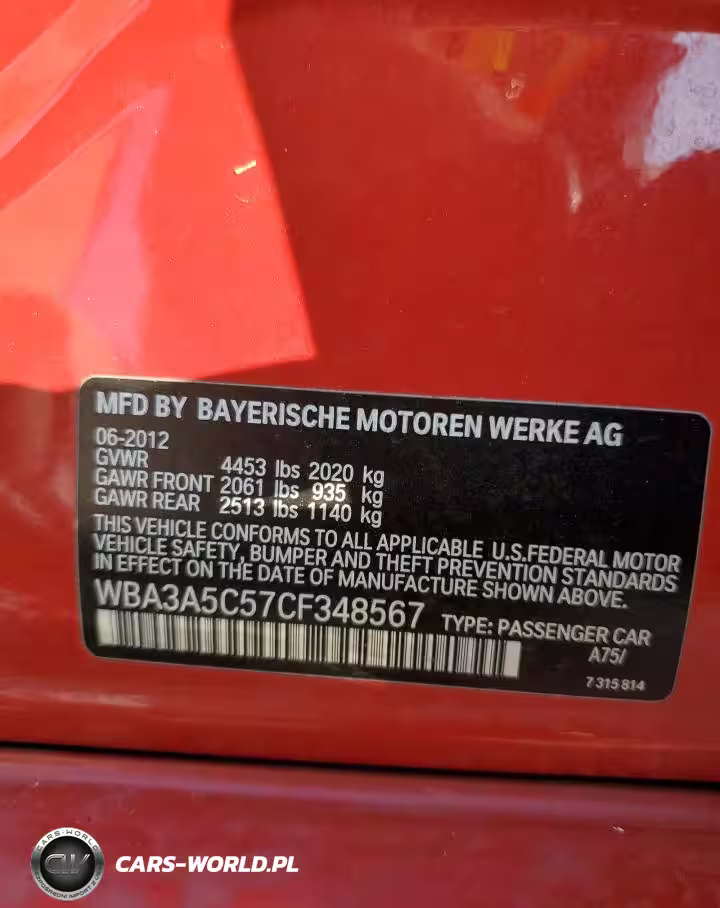 MFD BY BAYERISCHE MOTOREN WERKE AG
06-2012
GVWR 4453 lbs 2020 kg
GAWR FRONT 2061 lbs 935 kg
GAWR REAR 2513 lbs 1140 kg
THIS VEHICLE CONFORMS TO ALL APPLICABLE U.S.FEDERAL MOTOR
VEHICLE SAFETY, BUMPER AND THEFT PREVENTION STANDARDS
IN EFFECT ON THE DATE OF MANUFACTURE SHOWN ABOVE.
WBA3A5C57CF348567 TYPE: PASSENGER CAR
A75/
7 315 814
CARS-WORLD
CW
CARS-WORLD.PL